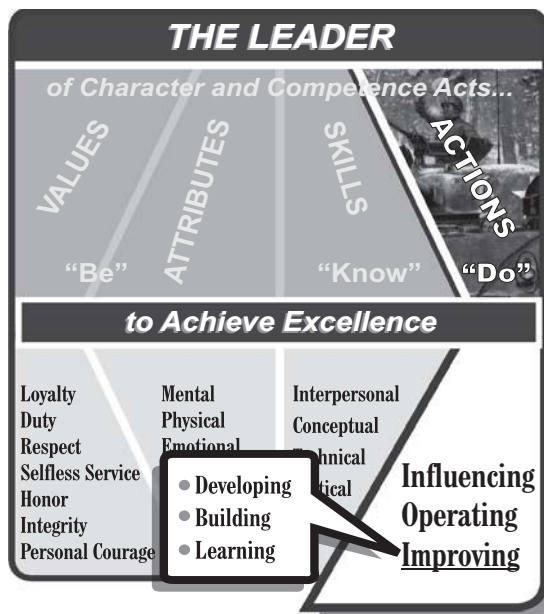 THE LEADER
of Character and Competence Acts...
VALUES
ATTRIBUTES
SKILLS
ACTIONS
“Be”
“Know”
“Do”
to Achieve Excellence
Loyalty
Duty
Respect
Selfless Service
Honor
Integrity
Personal Courage
Mental
Physical
Emotional
Interpersonal
Conceptual
Developing
Building
Learning
Influencing
Operating
Improving